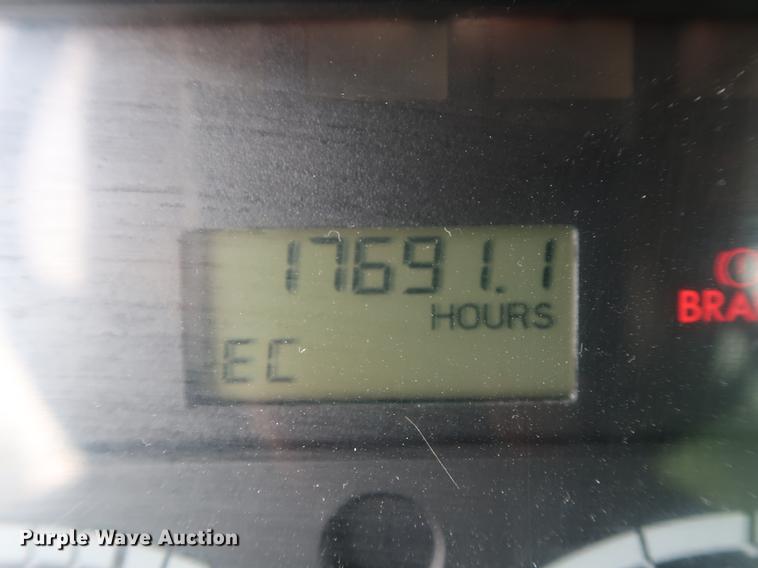 17691.1
HOURS
BRA
EC
Purple Wave Auction